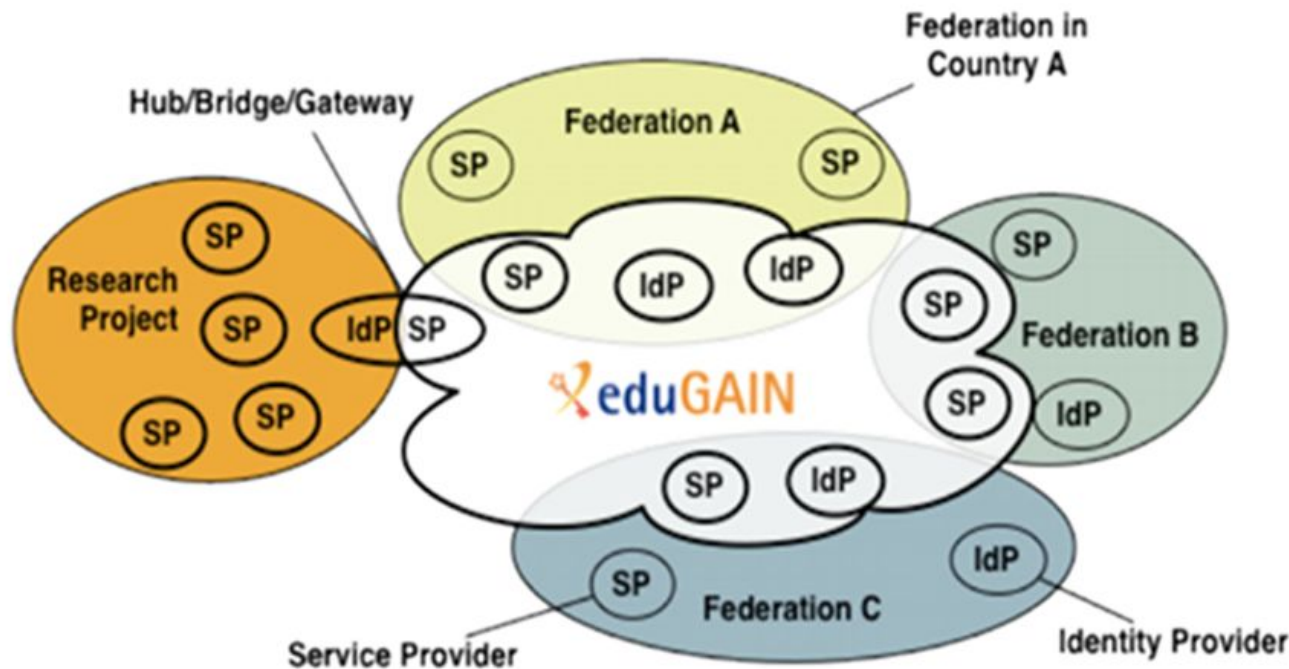 Federation in
Country A
Hub/Bridge/Gateway
Federation A
SP
SP
SP
SP
IdP
IdP
SP
Research
Project
SP
IdP
SP
SP
Federation B
eduGAIN
SP
SP
SP
IdP
SP
IdP
SP
IdP
Federation C
Service Provider
Identity Provider